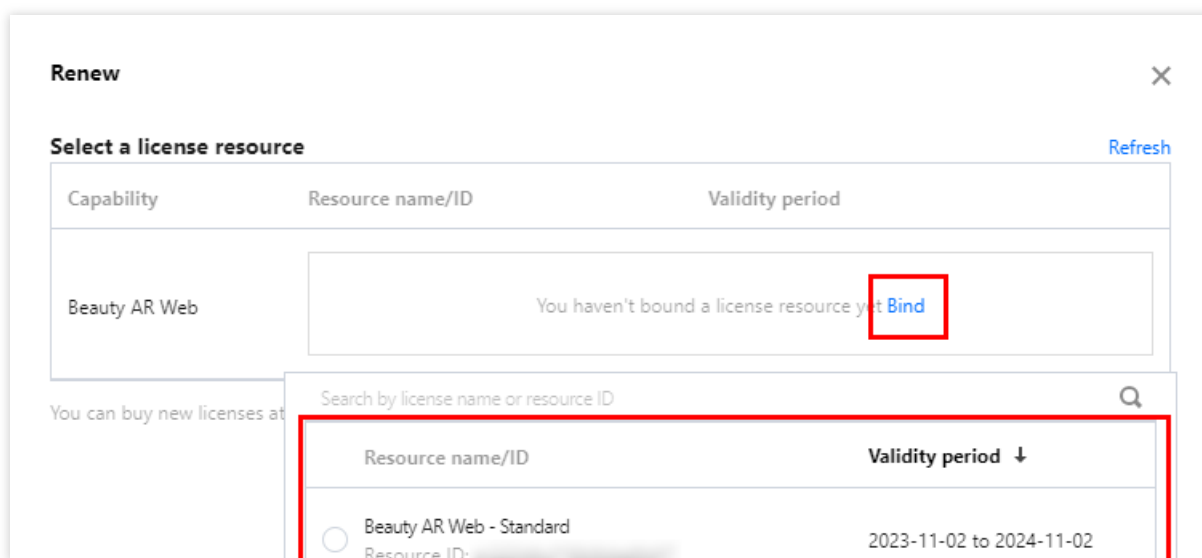 Renew
Select a license resource Refresh
Capability Resource name/ID Validity period
Beauty AR Web You haven't bound a license resource yet Bind
You can buy new licenses at
Search by license name or resource ID
Resource name/ID Validity period
Beauty AR Web - Standard
2023-11-02 to 2024-11-02
Resource ID: